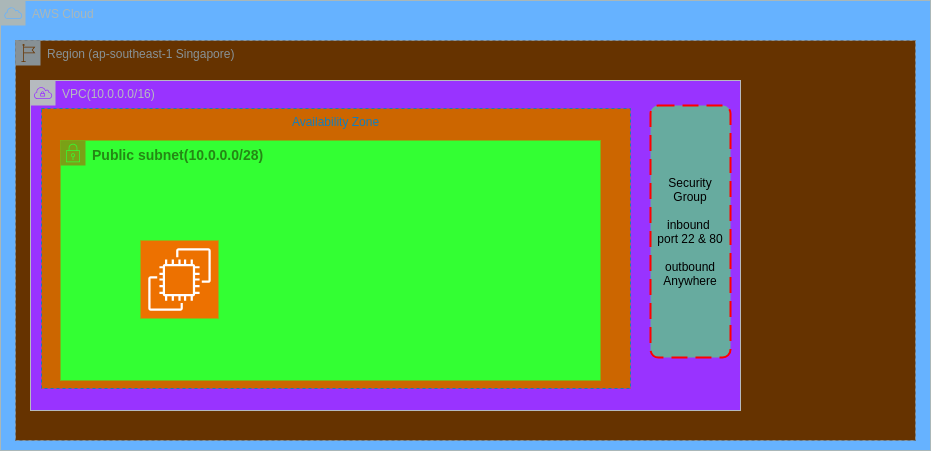 AWS Cloud
Region (ap-southeast-1 Singapore)
VPC(10.0.0.0/16)
Availability Zone
Public subnet(10.0.0.0/28)
Security
Group
inbound
port 22 & 80
outbound
Anywhere